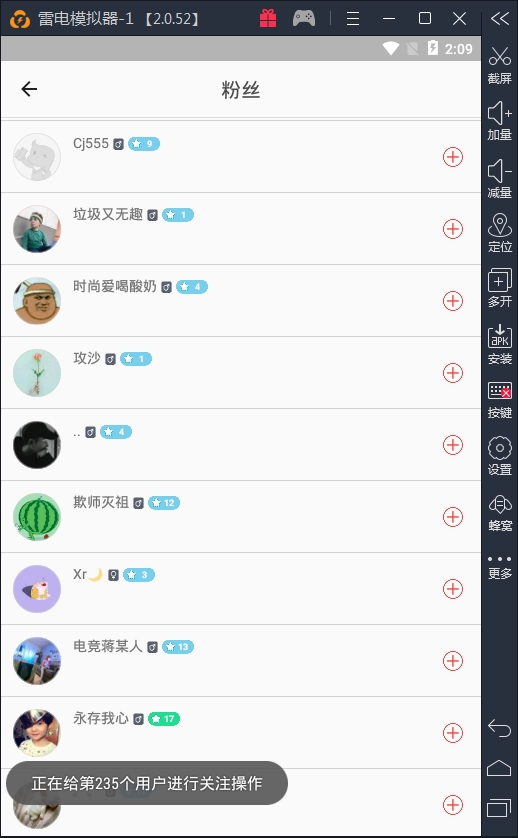 雷电模拟器-1 【2.0.52】
2:09
粉丝
Cj555 9
垃圾又无趣 1
时尚爱喝酸奶 4
攻沙 1
.. 4
欺师灭祖 12
Xr🌙 3
电竞蒋某人 13
永存我心 17
正在给第235个用户进行关注操作
截屏
加量
减量
定位
多开
APK
安装
按键
设置
蜂窝
更多